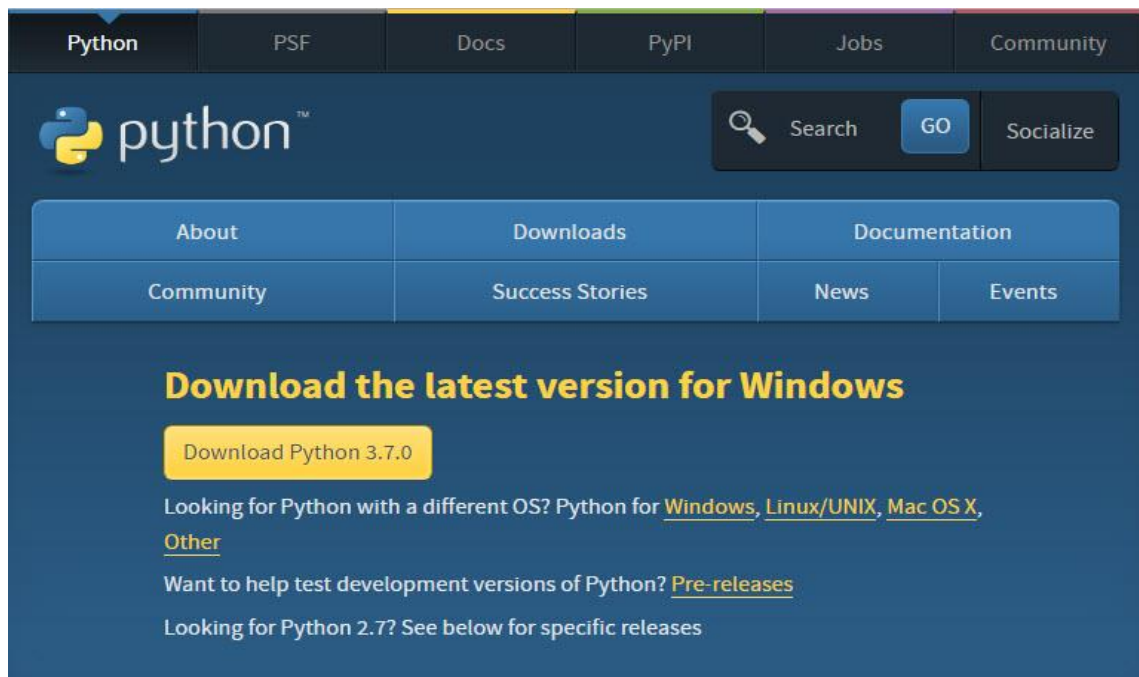 Python PSF Docs PyPI Jobs Community
python™
Search GO Socialize
About Downloads Documentation
Community Success Stories News Events
Download the latest version for Windows
Download Python 3.7.0
Looking for Python with a different OS? Python for Windows, Linux/UNIX, Mac OS X,
Other
Want to help test development versions of Python? Pre-releases
Looking for Python 2.7? See below for specific releases